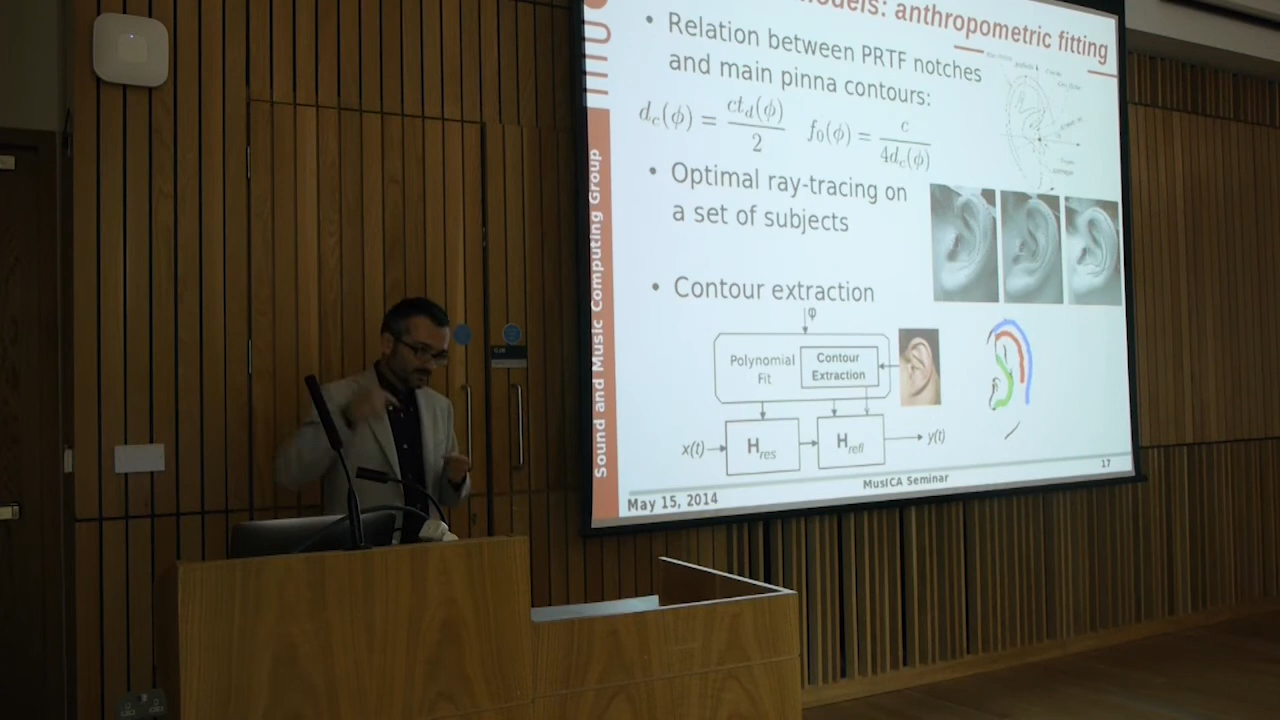 models: anthropometric fitting
• Relation between PRTF notches
and main pinna contours:
d_c(ϕ) = ct_d(ϕ) / 2    f_0(ϕ) = c / 4d_c(ϕ)
• Optimal ray-tracing on
a set of subjects
• Contour extraction
φ
Polynomial
Fit
Contour
Extraction
x(t)
H_res
H_refl
y(t)
Sound and Music Computing Group
May 15, 2014
MusICA Seminar
17